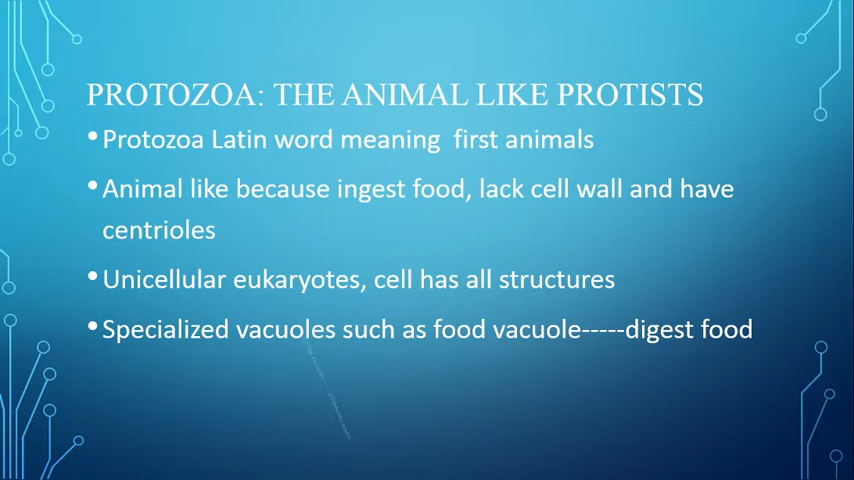 PROTOZOA: THE ANIMAL LIKE PROTISTS
•Protozoa Latin word meaning  first animals
•Animal like because ingest food, lack cell wall and have
centrioles
•Unicellular eukaryotes, cell has all structures
•Specialized vacuoles such as food vacuole-----digest food